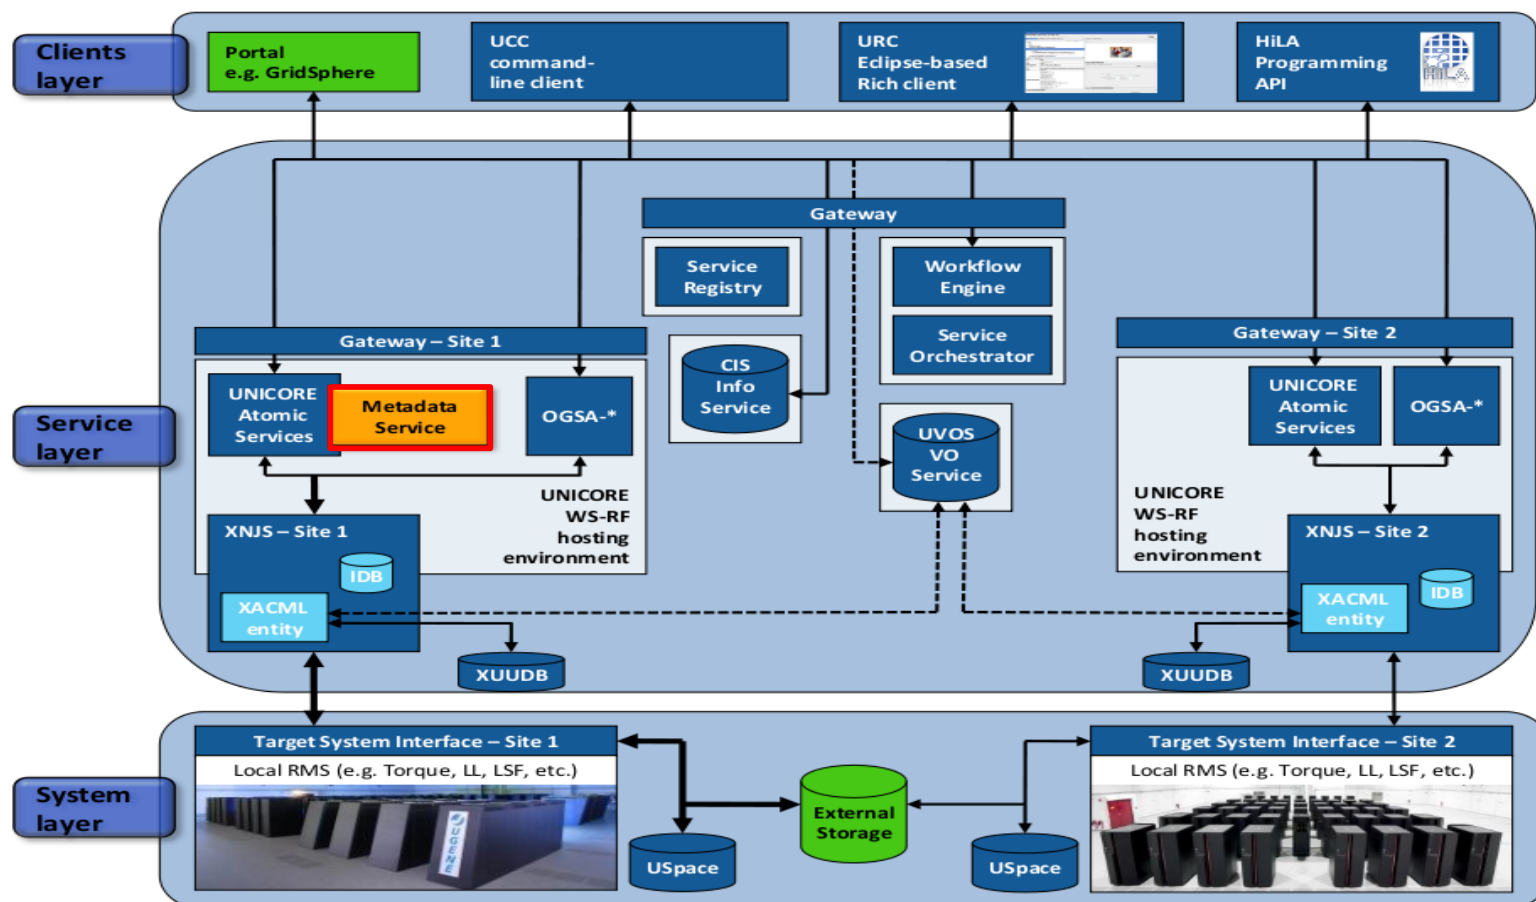 Clients
layer
Portal
e.g. GridSphere
UCC
command-
line client
URC
Eclipse-based
Rich client
HiLA
Programming
API
HiLA
Gateway
Service
Registry
Workflow
Engine
Service
Orchestrator
CIS
Info
Service
UVOS
VO
Service
Gateway – Site 1
UNICORE
Atomic
Services
Metadata
Service
OGSA-*
UNICORE
WS-RF
hosting
environment
XNJS – Site 1
IDB
XACML
entity
XUUDB
Gateway – Site 2
UNICORE
Atomic
Services
OGSA-*
UNICORE
WS-RF
hosting
environment
XNJS – Site 2
IDB
XACML
entity
XUUDB
Service
layer
System
layer
Target System Interface – Site 1
Local RMS (e.g. Torque, LL, LSF, etc.)
JUGENE
USpace
External
Storage
USpace
Target System Interface – Site 2
Local RMS (e.g. Torque, LL, LSF, etc.)